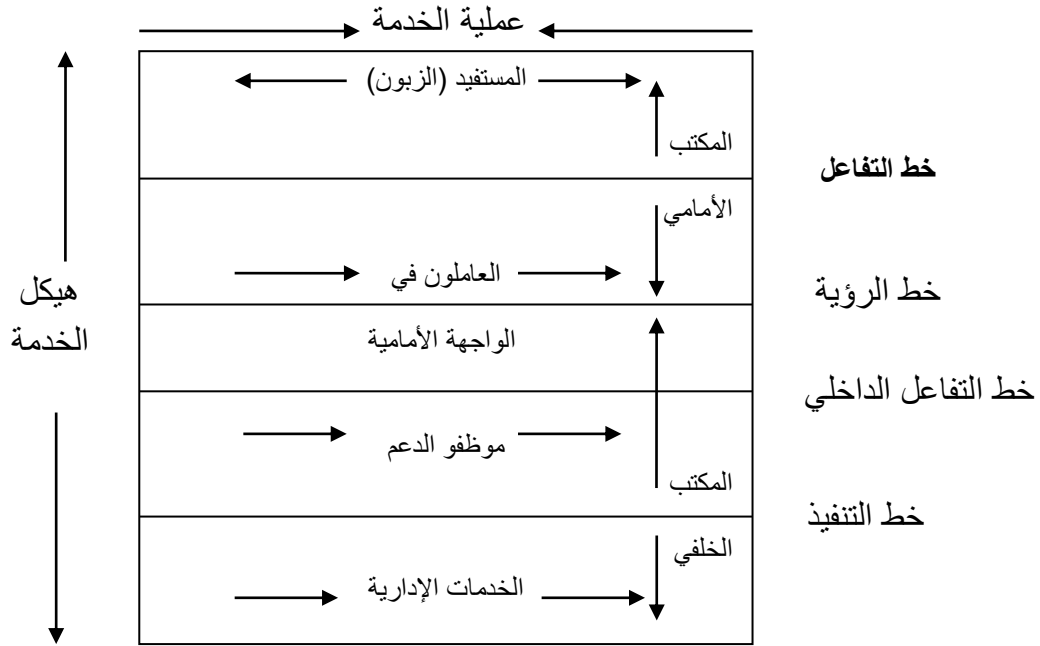 عملية الخدمة
المستفيد (الزبون)
المكتب
خط التفاعل
الأمامي
العاملون في
خط الرؤية
هيكل
الخدمة
الواجهة الأمامية
خط التفاعل الداخلي
موظفو الدعم
المكتب
خط التنفيذ
الخلفي
الخدمات الإدارية